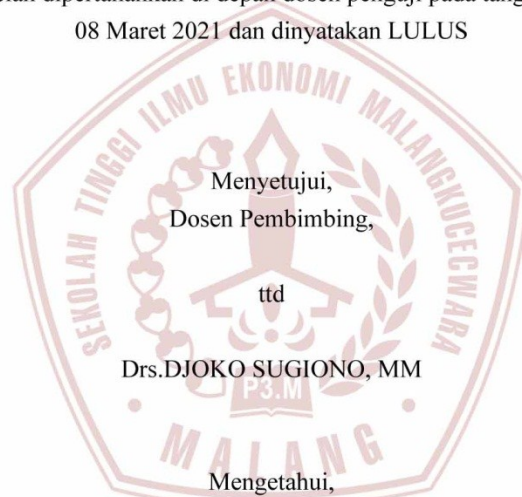 08 Maret 2021 dan dinyatakan LULUS
SEKOLAH TINGGI ILMU EKONOMI MALANGKUCECWARA
Menyetujui,
Dosen Pembimbing,
ttd
Drs.DJOKO SUGIONO, MM
P3.M
MALANG
Mengetahui,